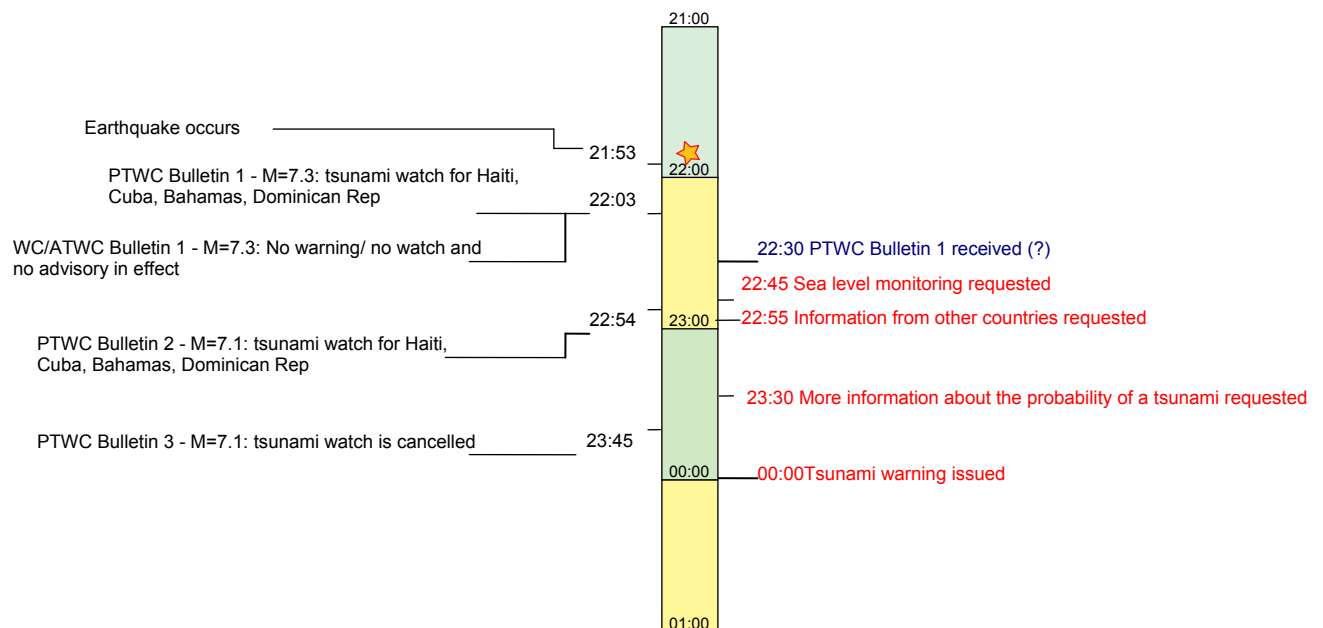 21:00
Earthquake occurs
21:53
22:00
PTWC Bulletin 1 - M=7.3: tsunami watch for Haiti,
Cuba, Bahamas, Dominican Rep
22:03
WC/ATWC Bulletin 1 - M=7.3: No warning/ no watch and
no advisory in effect
22:30 PTWC Bulletin 1 received (?)
22:45 Sea level monitoring requested
22:54
23:00
22:55 Information from other countries requested
PTWC Bulletin 2 - M=7.1: tsunami watch for Haiti,
Cuba, Bahamas, Dominican Rep
23:30 More information about the probability of a tsunami requested
PTWC Bulletin 3 - M=7.1: tsunami watch is cancelled
23:45
00:00
00:00Tsunami warning issued
01:00